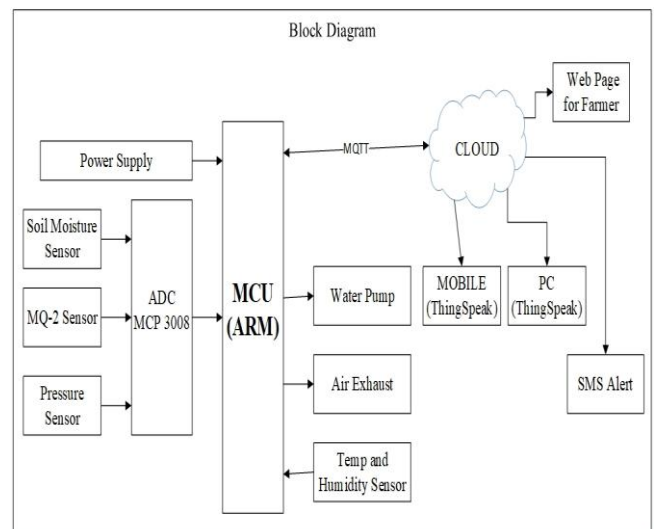 Block Diagram
Web Page
for Farmer
MQTT
CLOUD
Power Supply
Soil Moisture
Sensor
MQ-2 Sensor
Pressure
Sensor
ADC
MCP 3008
MCU
(ARM)
Water Pump
Air Exhaust
Temp and
Humidity Sensor
MOBILE
(ThingSpeak)
PC
(ThingSpeak)
SMS Alert